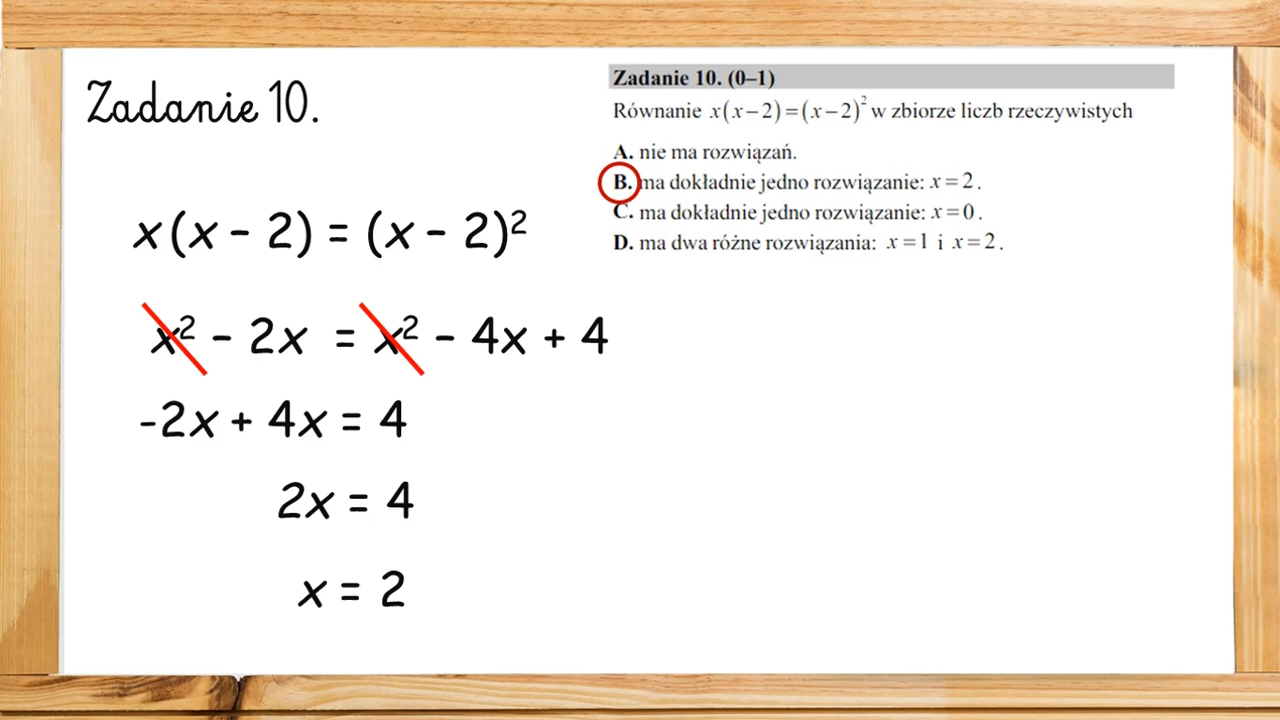 Zadanie 10.
x(x - 2) = (x - 2)²
x² - 2x = x² - 4x + 4
-2x + 4x = 4
2x = 4
x = 2
Zadanie 10. (0–1)
Równanie x(x−2)=(x−2)² w zbiorze liczb rzeczywistych
A. nie ma rozwiązań.
B. ma dokładnie jedno rozwiązanie: x=2.
C. ma dokładnie jedno rozwiązanie: x=0.
D. ma dwa różne rozwiązania: x=1 i x=2.